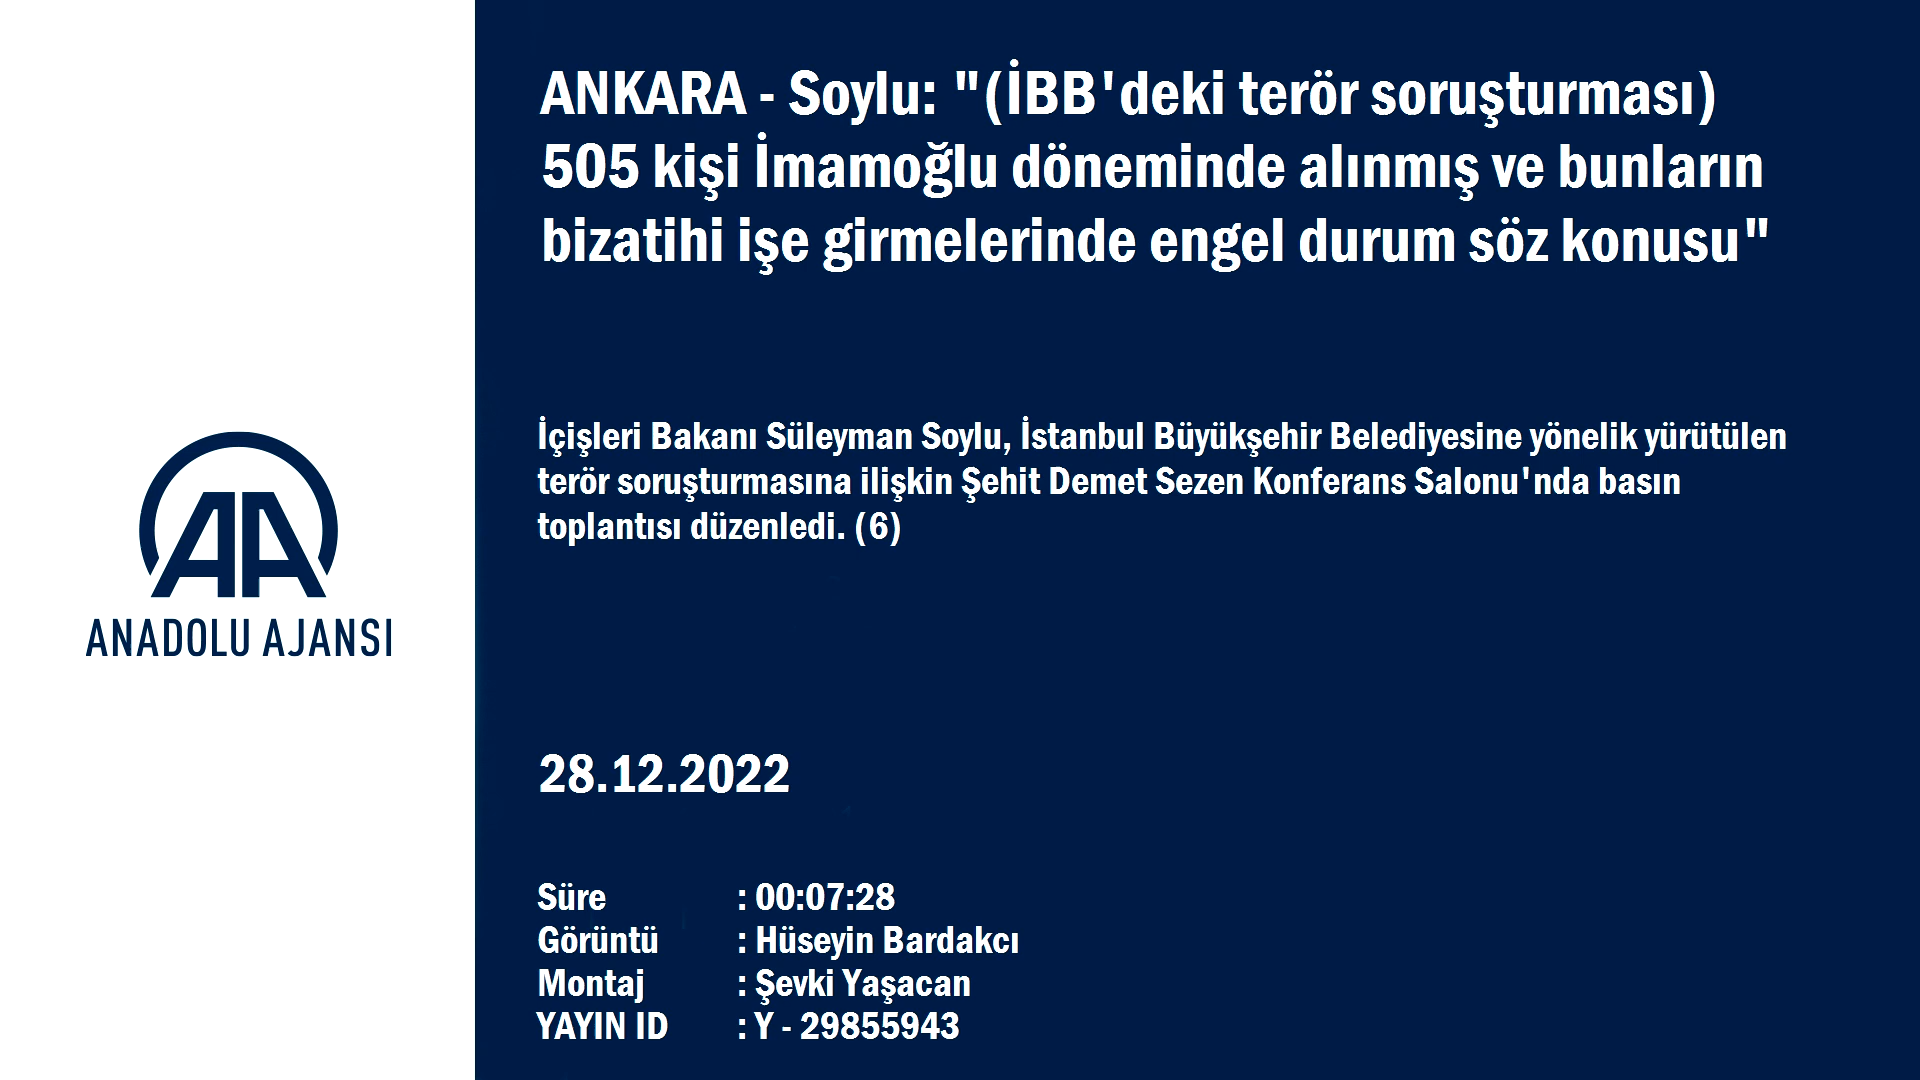 ANKARA - Soylu: "(İBB'deki terör soruşturması)
505 kişi İmamoğlu döneminde alınmış ve bunların
bizatihi işe girmelerinde engel durum söz konusu"
İçişleri Bakanı Süleyman Soylu, İstanbul Büyükşehir Belediyesine yönelik yürütülen
terör soruşturmasına ilişkin Şehit Demet Sezen Konferans Salonu'nda basın
toplantısı düzenledi. (6)
AA
ANADOLU AJANSI
28.12.2022
Süre : 00:07:28
Görüntü : Hüseyin Bardakcı
Montaj : Şevki Yaşacan
YAYIN ID : Y - 29855943